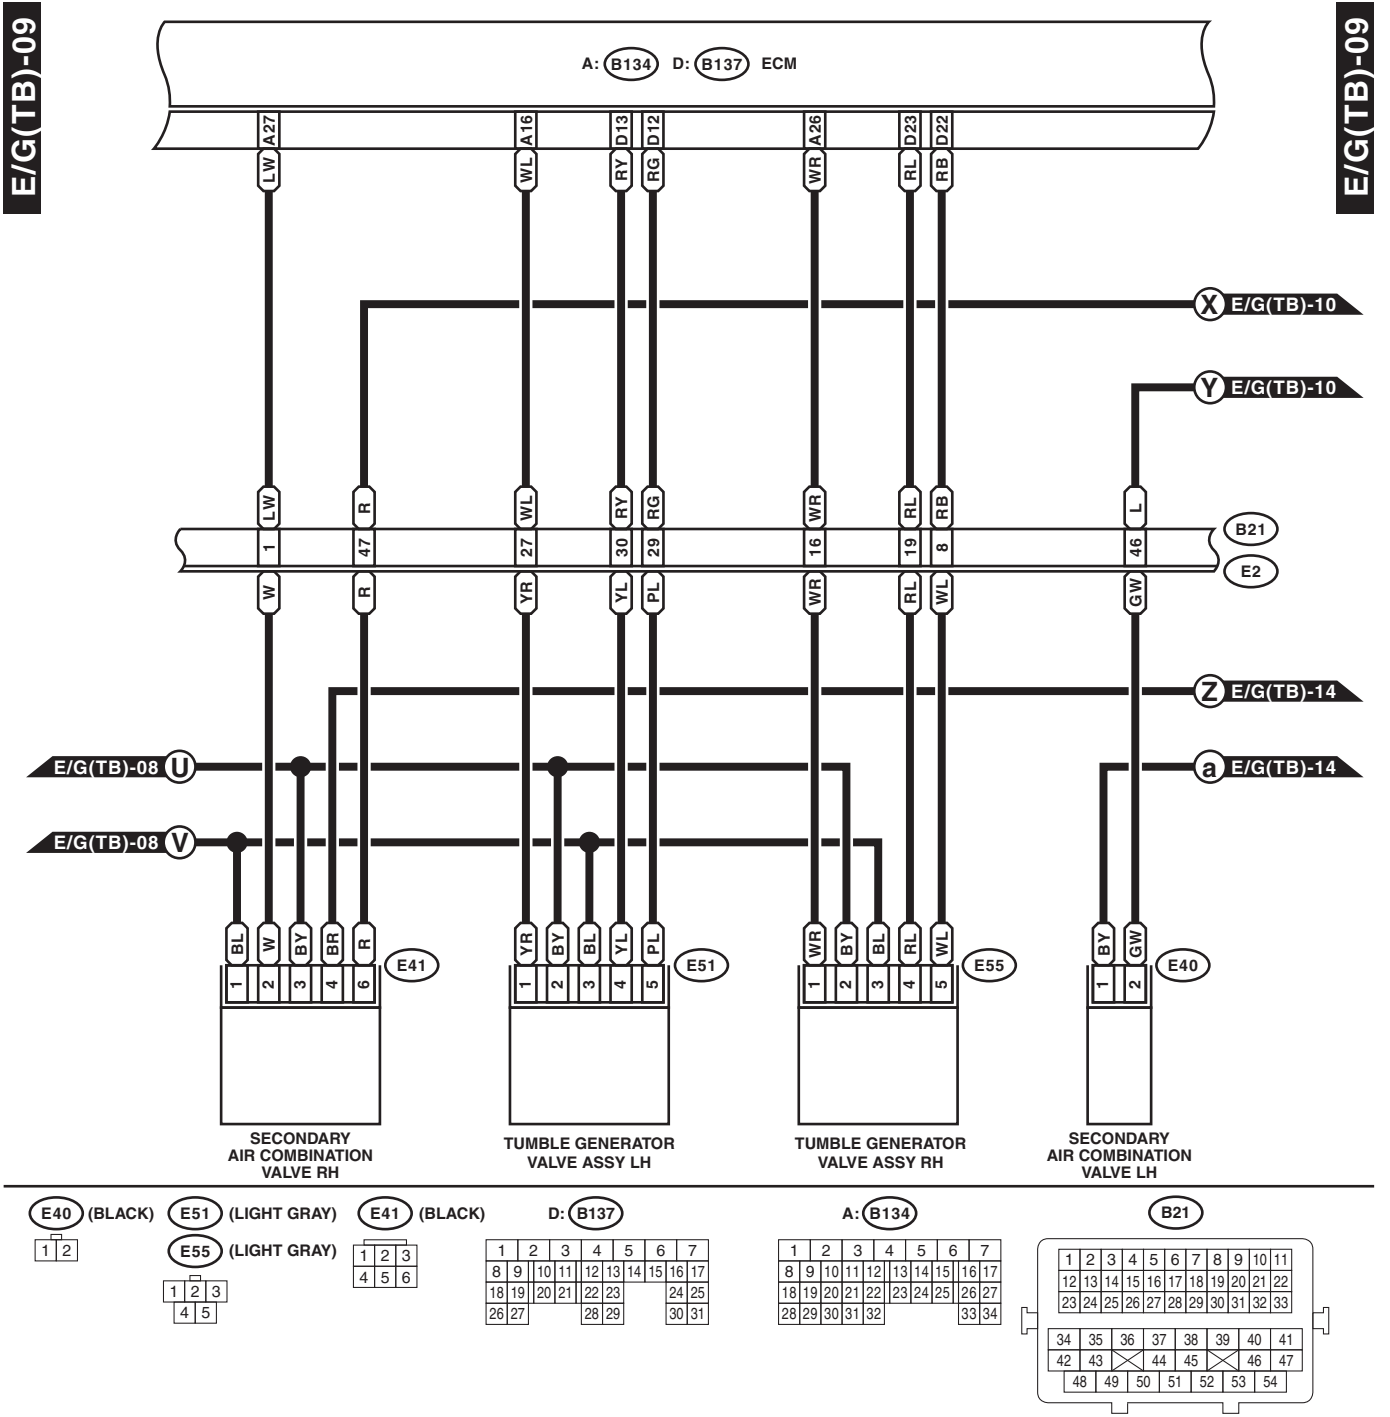 E/G(TB)-09
E/G(TB)-09
A: B134 D: B137 ECM
A27 A16 D13 D12 A26 D23 D22
LW WL RY RG WR RL RB
X E/G(TB)-10
Y E/G(TB)-10
LW R WL RY RG WR RL RB L
B21
1 47 27 30 29 16 19 8 46
E2
W R YR YL PL WR RL WL GW
Z E/G(TB)-14
E/G(TB)-08 U
a E/G(TB)-14
E/G(TB)-08 V
BL W BY BR R YR BY BL YL PL WR BY BL RL WL BY GW
E41 E51 E55 E40
1 2 3 4 6 1 2 3 4 5 1 2 3 4 5 1 2
SECONDARY
AIR COMBINATION
VALVE RH
TUMBLE GENERATOR
VALVE ASSY LH
TUMBLE GENERATOR
VALVE ASSY RH
SECONDARY
AIR COMBINATION
VALVE LH
E40 (BLACK)
1 2
E51 (LIGHT GRAY)
E55 (LIGHT GRAY)
1 2 3
4 5
E41 (BLACK)
1 2 3
4 5 6
D: B137
1 2 3 4 5 6 7
8 9 10 11 12 13 14 15 16 17
18 19 20 21 22 23 24 25
26 27 28 29 30 31
A: B134
1 2 3 4 5 6 7
8 9 10 11 12 13 14 15 16 17
18 19 20 21 22 23 24 25 26 27
28 29 30 31 32 33 34
B21
1 2 3 4 5 6 7 8 9 10 11
12 13 14 15 16 17 18 19 20 21 22
23 24 25 26 27 28 29 30 31 32 33
34 35 36 37 38 39 40 41
42 43 44 45 46 47
48 49 50 51 52 53 54